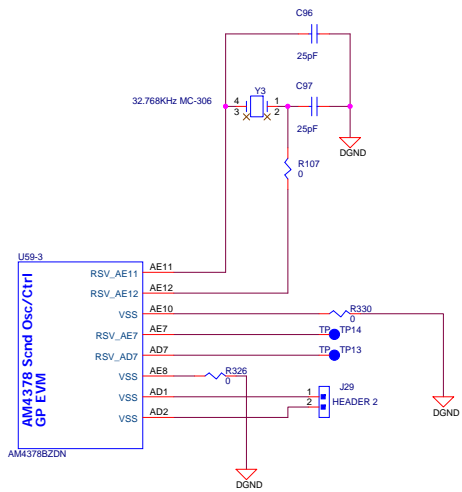 C96
25pF
Y3
C97
32.768KHz MC-306
4
3
1
2
25pF
DGND
R107
0
U59-3
AM4378 Scnd Osc/Ctrl
GP EVM
RSV_AE11
AE11
RSV_AE12
AE12
VSS
AE10
R330
0
RSV_AE7
AE7
TP
TP14
RSV_AD7
AD7
TP
TP13
VSS
AE8
R326
0
VSS
AD1
1
J29
VSS
AD2
2
HEADER 2
DGND
AM4378BZDN
DGND